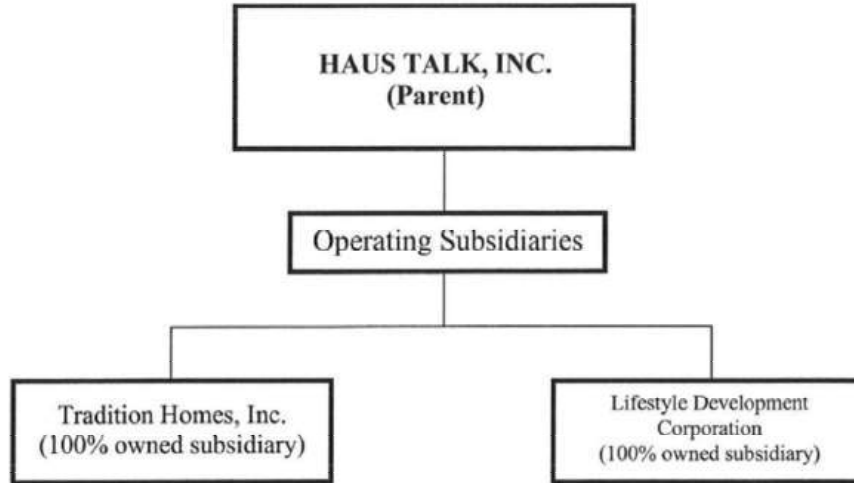 HAUS TALK, INC.
(Parent)
Operating Subsidiaries
Tradition Homes, Inc.
(100% owned subsidiary)
Lifestyle Development
Corporation
(100% owned subsidiary)